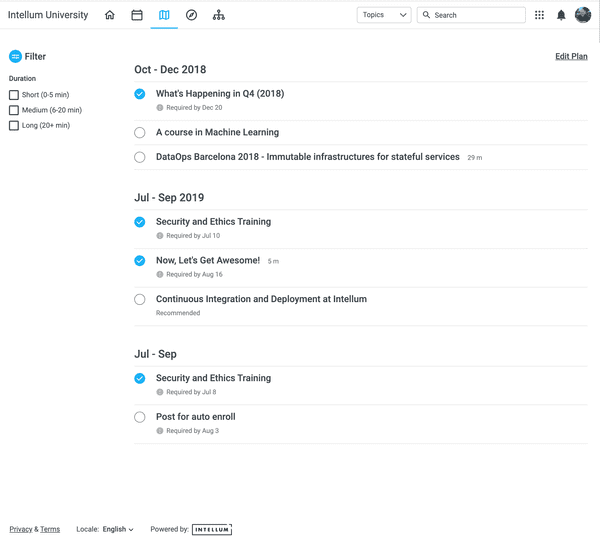 Intellum University
Topics
Search
Filter
Edit Plan
Duration
Short (0-5 min)
Medium (6-20 min)
Long (20+ min)
Oct - Dec 2018
What's Happening in Q4 (2018)
Required by Dec 20
A course in Machine Learning
DataOps Barcelona 2018 - Immutable infrastructures for stateful services 29 m
Jul - Sep 2019
Security and Ethics Training
Required by Jul 10
Now, Let's Get Awesome! 5 m
Required by Aug 16
Continuous Integration and Deployment at Intellum
Recommended
Jul - Sep
Security and Ethics Training
Required by Jul 8
Post for auto enroll
Required by Aug 3
Privacy & Terms Locale: English Powered by: INTELLUM